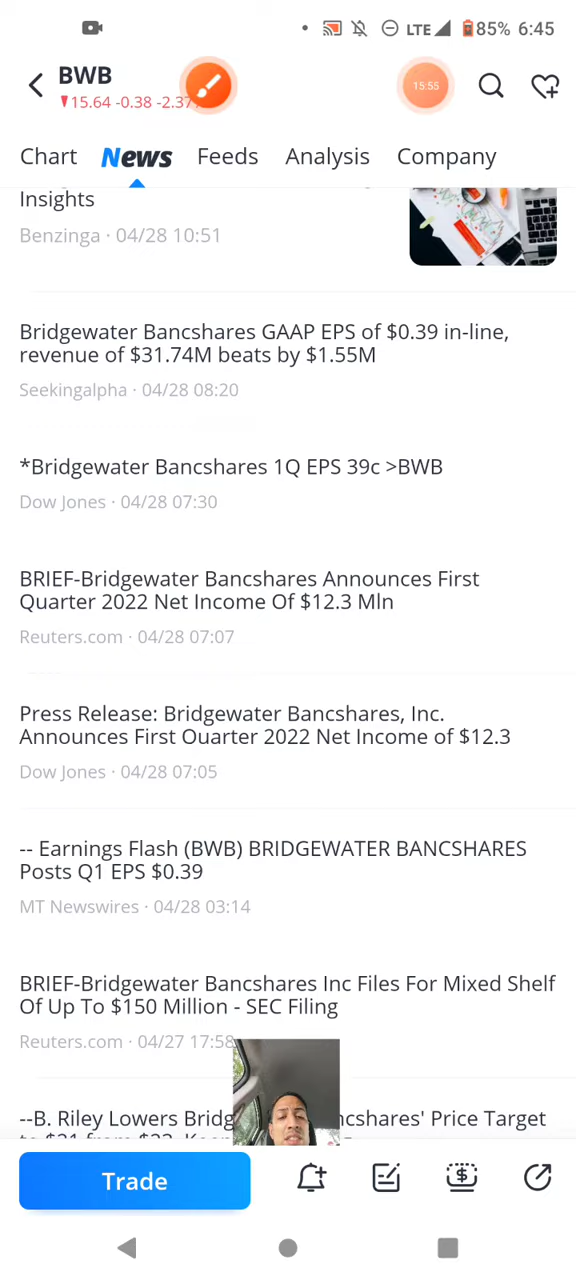 LTE 85% 6:45
BWB
15.64 -0.38 -2.37
15:55
Chart News Feeds Analysis Company
Insights
Benzinga · 04/28 10:51
Bridgewater Bancshares GAAP EPS of $0.39 in-line,
revenue of $31.74M beats by $1.55M
Seekingalpha · 04/28 08:20
*Bridgewater Bancshares 1Q EPS 39c >BWB
Dow Jones · 04/28 07:30
BRIEF-Bridgewater Bancshares Announces First
Quarter 2022 Net Income Of $12.3 Mln
Reuters.com · 04/28 07:07
Press Release: Bridgewater Bancshares, Inc.
Announces First Quarter 2022 Net Income of $12.3
Dow Jones · 04/28 07:05
-- Earnings Flash (BWB) BRIDGEWATER BANCSHARES
Posts Q1 EPS $0.39
MT Newswires · 04/28 03:14
BRIEF-Bridgewater Bancshares Inc Files For Mixed Shelf
Of Up To $150 Million - SEC Filing
Reuters.com · 04/27 17:58
--B. Riley Lowers Bridg ncshares' Price Target
Trade